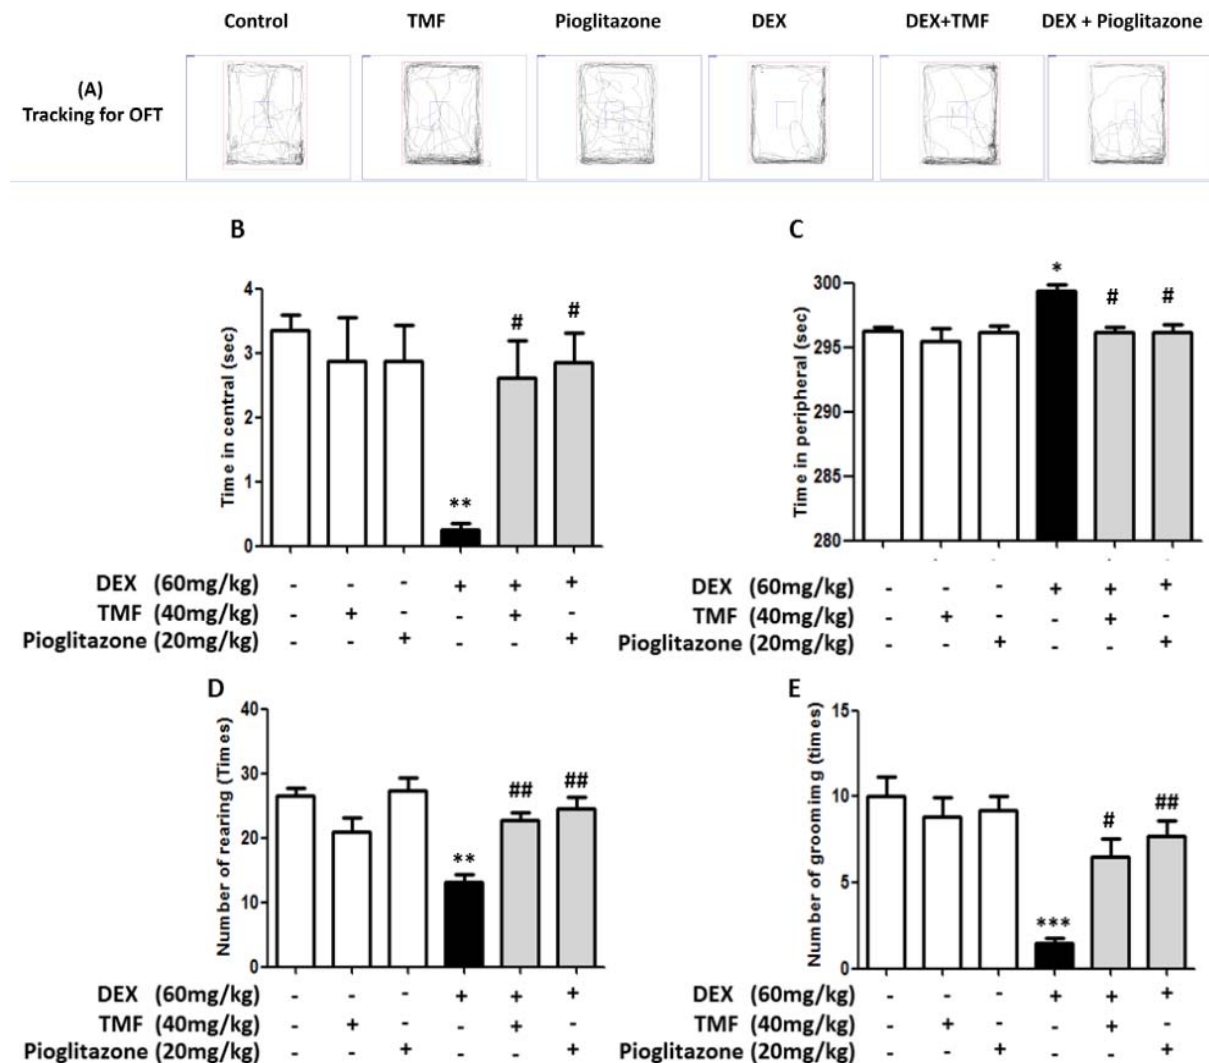 Control TMF Pioglitazone DEX DEX+TMF DEX + Pioglitazone
(A)
Tracking for OFT
B
4
3
2
1
0
Time in central (sec)
**
#
#
DEX (60mg/kg) - - - + + +
TMF (40mg/kg) - + - - + -
Pioglitazone (20mg/kg) - - + - - +
C
300
295
290
285
280
Time in peripheral (sec)
*
#
#
DEX (60mg/kg) - - - + + +
TMF (40mg/kg) - + - - + -
Pioglitazone (20mg/kg) - - + - - +
D
40
30
20
10
0
Number of rearing (Times)
**
##
##
DEX (60mg/kg) - - - + + +
TMF (40mg/kg) - + - - + -
Pioglitazone (20mg/kg) - - + - - +
E
15
10
5
0
Number of groomimg (times)
***
#
##
DEX (60mg/kg) - - - + + +
TMF (40mg/kg) - + - - + -
Pioglitazone (20mg/kg) - - + - - +